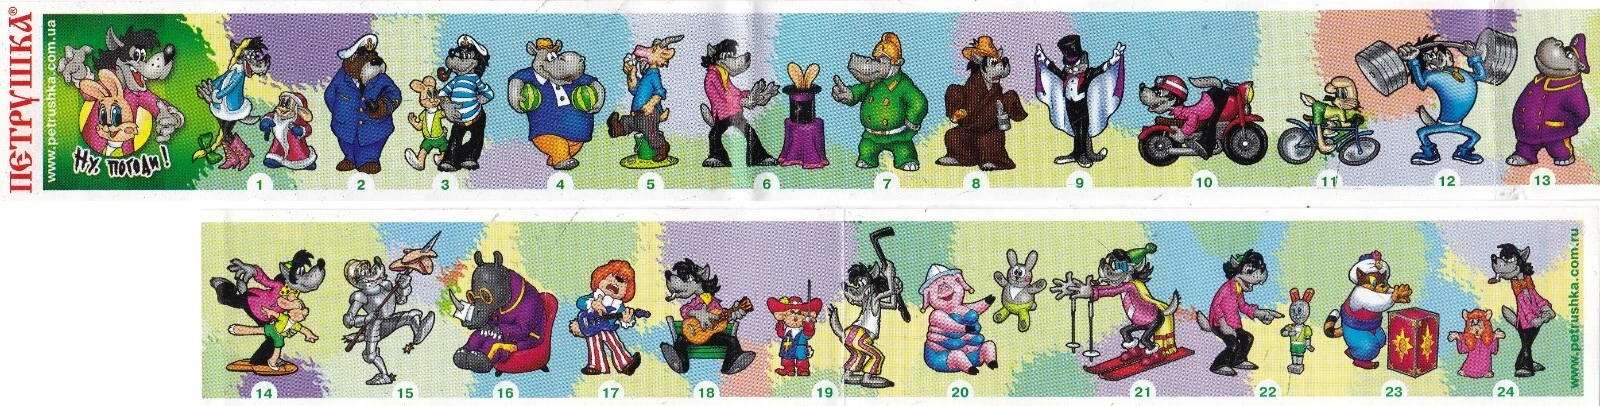 ПЕТРУШКА®
www.petrushka.com.ua
Ну, погоди!
1 2 3 4 5 6 7 8 9 10 11 12 13
14 15 16 17 18 19 20 21 22 23 24
www.petrushka.com.ru